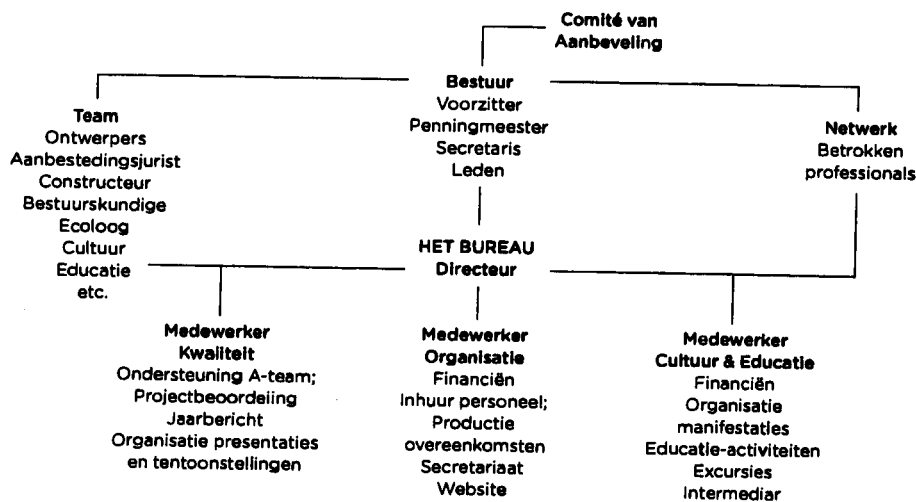 Comité van
Aanbeveling
Bestuur
Voorzitter
Penningmeester
Secretaris
Leden
Team
Ontwerpers
Aanbestedingsjurist
Constructeur
Bestuurskundige
Ecoloog
Cultuur
Educatie
etc.
Netwerk
Betrokken
professionals
HET BUREAU
Directeur
Medewerker
Kwaliteit
Ondersteuning A-team;
Projectbeoordeling
Jaarbericht
Organisatie presentaties
en tentoonstellingen
Medewerker
Organisatie
Financiën
Inhuur personeel;
Productie
overeenkomsten
Secretariaat
Website
Medewerker
Cultuur & Educatie
Financiën
Organisatie
manifestaties
Educatie-activiteiten
Excursies
Intermediar